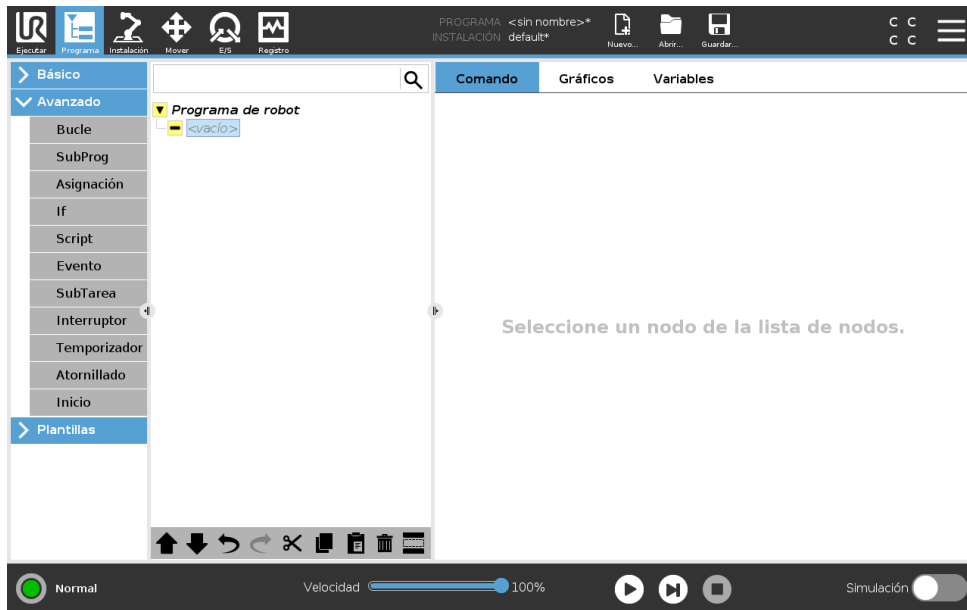 PROGRAMA <sin nombre>*
INSTALACIÓN default*
Ejecutar Programa Instalación Mover E/S Registro Nuevo... Abrir... Guardar...
C C
C C
Básico
Avanzado
Bucle
SubProg
Asignación
If
Script
Evento
SubTarea
Interruptor
Temporizador
Atornillado
Inicio
Plantillas
Programa de robot
<vacío>
Comando Gráficos Variables
Seleccione un nodo de la lista de nodos.
Normal Velocidad 100% Simulación